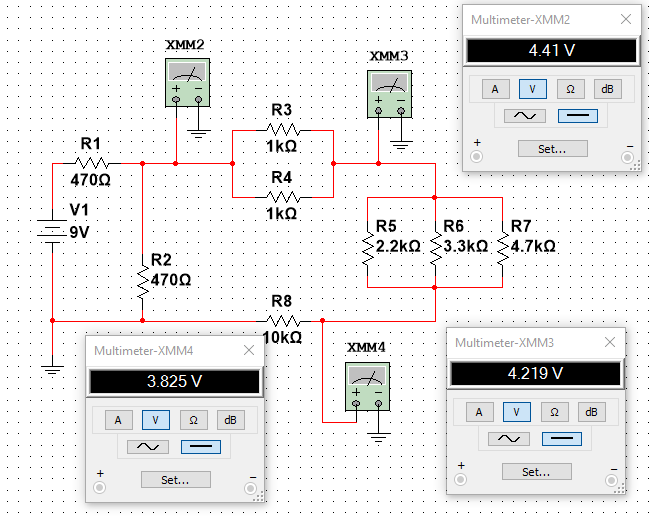 Multimeter-XMM2
4.41 V
A V Ω dB
Set...
+ −
XMM2
+ −
XMM3
+ −
R3
1kΩ
R1
470Ω
R4
1kΩ
V1
9V
R5
2.2kΩ
R6
3.3kΩ
R7
4.7kΩ
R2
470Ω
R8
10kΩ
XMM4
+ −
Multimeter-XMM4
3.825 V
A V Ω dB
Set...
+ −
Multimeter-XMM3
4.219 V
A V Ω dB
Set...
+ −